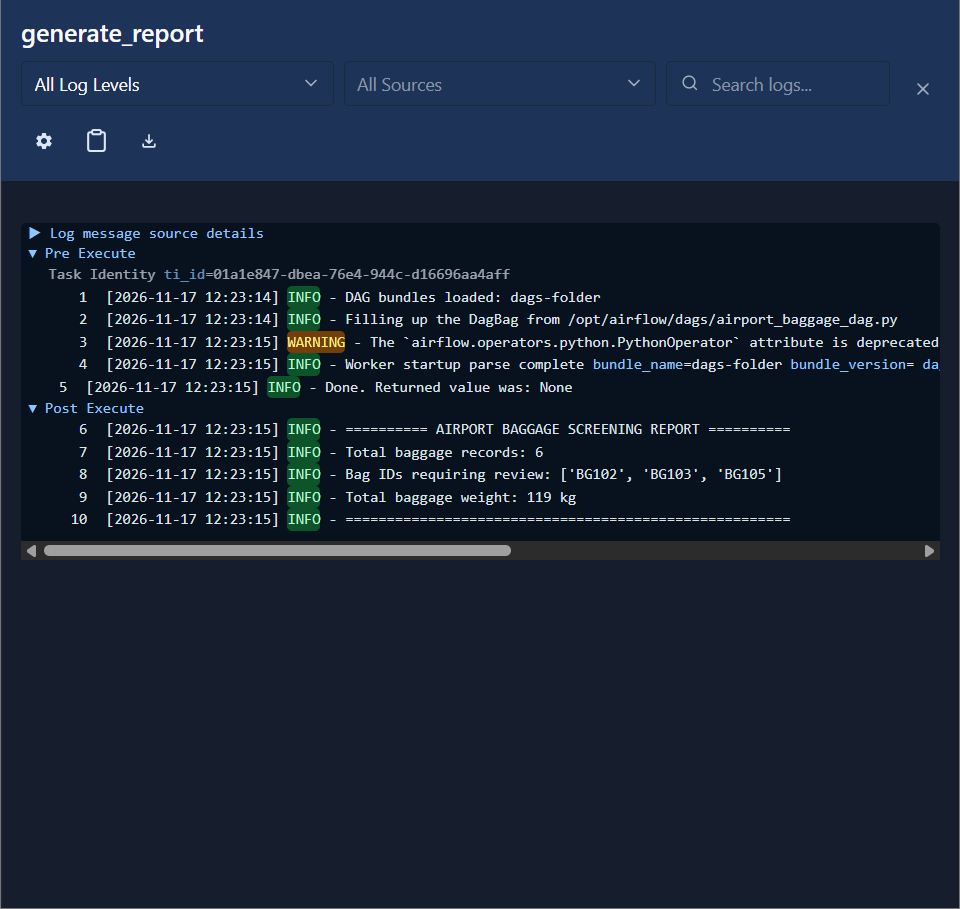 generate_report
All Log Levels
All Sources
Search logs...
Log message source details
Pre Execute
Task Identity ti_id=01a1e847-dbea-76e4-944c-d16696aa4aff
1 [2026-11-17 12:23:14] INFO - DAG bundles loaded: dags-folder
2 [2026-11-17 12:23:14] INFO - Filling up the DagBag from /opt/airflow/dags/airport_baggage_dag.py
3 [2026-11-17 12:23:15] WARNING - The `airflow.operators.python.PythonOperator` attribute is deprecated
4 [2026-11-17 12:23:15] INFO - Worker startup parse complete bundle_name=dags-folder bundle_version= da
5 [2026-11-17 12:23:15] INFO - Done. Returned value was: None
Post Execute
6 [2026-11-17 12:23:15] INFO - ========== AIRPORT BAGGAGE SCREENING REPORT ==========
7 [2026-11-17 12:23:15] INFO - Total baggage records: 6
8 [2026-11-17 12:23:15] INFO - Bag IDs requiring review: ['BG102', 'BG103', 'BG105']
9 [2026-11-17 12:23:15] INFO - Total baggage weight: 119 kg
10 [2026-11-17 12:23:15] INFO - ======================================================